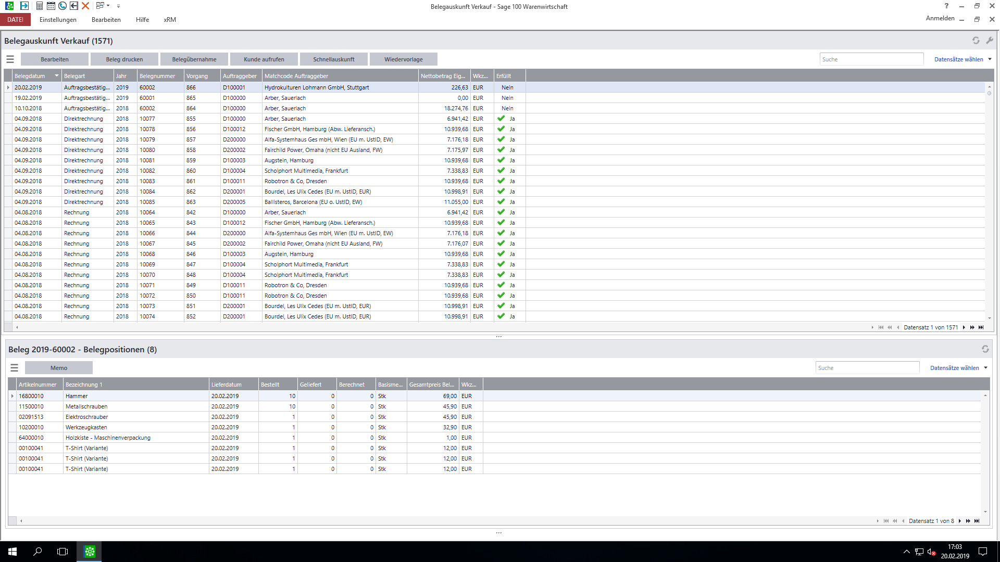 Belegauskunft Verkauf - Sage 100 Warenwirtschaft
DATEI Einstellungen Bearbeiten Hilfe xRM Anmelden
Belegauskunft Verkauf (1571)
Bearbeiten Beleg drucken Belegübernahme Kunde aufrufen Schnellauskunft Wiedervorlage Suche Datensätze wählen
Belegdatum Belegart Jahr Belegnummer Vorgang Auftraggeber Matchcode Auftraggeber Nettobetrag Eig... Wkz... Erfüllt
20.02.2019 Auftragsbestätig... 2019 60002 866 D100001 Hydrokulturen Lohmann GmbH, Stuttgart 226,63 EUR Nein
19.02.2019 Auftragsbestätig... 2019 60001 865 D100000 Arber, Sauerlach 0,00 EUR Nein
10.10.2018 Auftragsbestätig... 2018 60002 864 D100000 Arber, Sauerlach 18.274,76 EUR Nein
04.09.2018 Direktrechnung 2018 10077 855 D100000 Arber, Sauerlach 6.941,42 EUR Ja
04.09.2018 Direktrechnung 2018 10078 856 D100012 Fischer GmbH, Hamburg (Abw. Lieferansch.) 10.939,68 EUR Ja
04.09.2018 Direktrechnung 2018 10079 857 D200000 Alfa-Systemhaus Ges mbH, Wien (EU m. UstID, EW) 7.176,18 EUR Ja
04.09.2018 Direktrechnung 2018 10080 858 D200002 Fairchild Power, Omaha (nicht EU Ausland, FW) 7.175,97 EUR Ja
04.09.2018 Direktrechnung 2018 10081 859 D100003 Augstein, Hamburg 10.939,68 EUR Ja
04.09.2018 Direktrechnung 2018 10082 860 D100004 Scholphort Multimedia, Frankfurt 7.338,83 EUR Ja
04.09.2018 Direktrechnung 2018 10083 861 D100011 Robotron & Co, Dresden 10.939,68 EUR Ja
04.09.2018 Direktrechnung 2018 10084 862 D200001 Bourdel, Les Ulix Cedes (EU m. UstID, EUR) 10.998,91 EUR Ja
04.09.2018 Direktrechnung 2018 10085 863 D200005 Ballisteros, Barcelona (EU o. UstID, EW) 11.055,00 EUR Ja
04.08.2018 Rechnung 2018 10064 842 D100000 Arber, Sauerlach 6.941,42 EUR Ja
04.08.2018 Rechnung 2018 10065 843 D100012 Fischer GmbH, Hamburg (Abw. Lieferansch.) 10.939,68 EUR Ja
04.08.2018 Rechnung 2018 10066 844 D200000 Alfa-Systemhaus Ges mbH, Wien (EU m. UstID, EW) 7.176,18 EUR Ja
04.08.2018 Rechnung 2018 10067 845 D200002 Fairchild Power, Omaha (nicht EU Ausland, FW) 7.176,07 EUR Ja
04.08.2018 Rechnung 2018 10068 846 D100003 Augstein, Hamburg 10.939,68 EUR Ja
04.08.2018 Rechnung 2018 10069 847 D100004 Scholphort Multimedia, Frankfurt 7.338,83 EUR Ja
04.08.2018 Rechnung 2018 10070 848 D100004 Scholphort Multimedia, Frankfurt 7.338,83 EUR Ja
04.08.2018 Rechnung 2018 10071 849 D100011 Robotron & Co, Dresden 10.939,68 EUR Ja
04.08.2018 Rechnung 2018 10072 850 D100011 Robotron & Co, Dresden 10.939,68 EUR Ja
04.08.2018 Rechnung 2018 10073 851 D200001 Bourdel, Les Ulix Cedes (EU m. UstID, EUR) 10.998,91 EUR Ja
04.08.2018 Rechnung 2018 10074 852 D200001 Bourdel, Les Ulix Cedes (EU m. UstID, EUR) 10.998,91 EUR Ja
Datensatz 1 von 1571
Beleg 2019-60002 - Belegpositionen (8)
Memo Suche Datensätze wählen
Artikelnummer Bezeichnung 1 Lieferdatum Bestellt Geliefert Berechnet Basisme... Gesamtpreis Bel... Wkz...
16800010 Hammer 20.02.2019 10 0 0 Stk 69,00 EUR
11500010 Metallschrauben 20.02.2019 10 0 0 Stk 45,90 EUR
02091513 Elektroschrauber 20.02.2019 1 0 0 Stk 45,90 EUR
10200010 Werkzeugkasten 20.02.2019 1 0 0 Stk 32,90 EUR
64000010 Holzkiste - Maschinenverpackung 20.02.2019 1 0 0 Stk 1,00 EUR
00100041 T-Shirt (Variante) 20.02.2019 1 0 0 Stk 12,00 EUR
00100041 T-Shirt (Variante) 20.02.2019 1 0 0 Stk 12,00 EUR
00100041 T-Shirt (Variante) 20.02.2019 1 0 0 Stk 12,00 EUR
Datensatz 1 von 8
17:03
20.02.2019